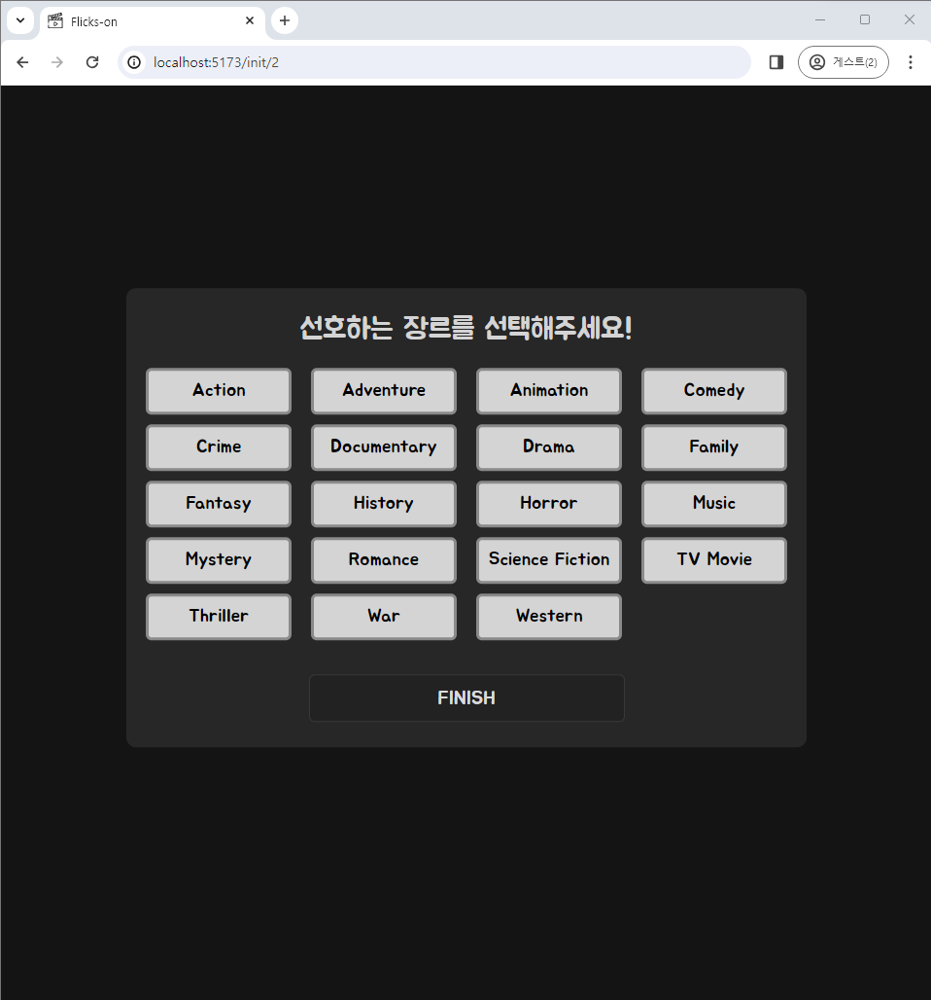 Flicks-on
localhost:5173/init/2
게스트(2)
선호하는 장르를 선택해주세요!
Action Adventure Animation Comedy
Crime Documentary Drama Family
Fantasy History Horror Music
Mystery Romance Science Fiction TV Movie
Thriller War Western
FINISH